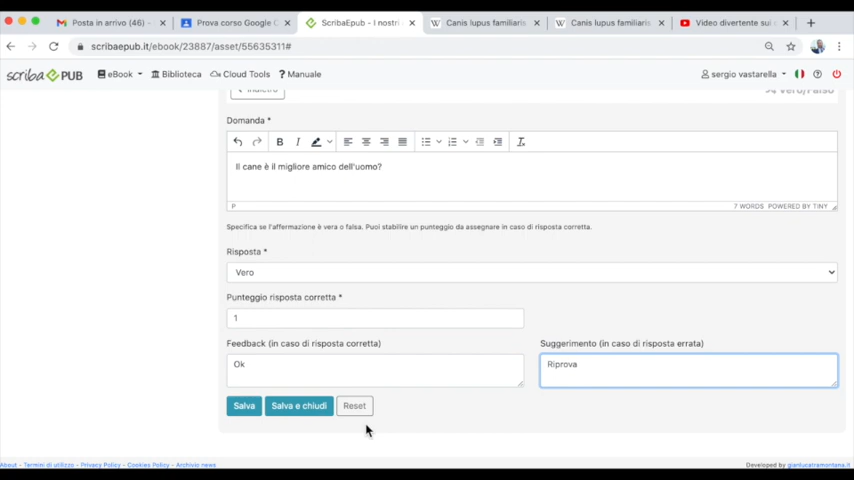 Posta in arrivo (46) -
Prova corso Google C
ScribaEpub - I nostri p
Canis lupus familiaris
Canis lupus familiaris
Video divertente sui c
scribaepub.it/ebook/23887/asset/55635311#
scriba PUB
eBook
Biblioteca
Cloud Tools
? Manuale
sergio vastarella
Indietro
Vero/Falso
Domanda *
B I
Il cane è il migliore amico dell'uomo?
P
7 WORDS POWERED BY TINY
Specifica se l'affermazione è vera o falsa. Puoi stabilire un punteggio da assegnare in caso di risposta corretta.
Risposta *
Vero
Punteggio risposta corretta *
1
Feedback (in caso di risposta corretta)
Suggerimento (in caso di risposta errata)
Ok
Riprova
Salva
Salva e chiudi
Reset
About - Termini di utilizzo - Privacy Policy - Cookies Policy - Archivio news
Developed by gianlucatramontana.it